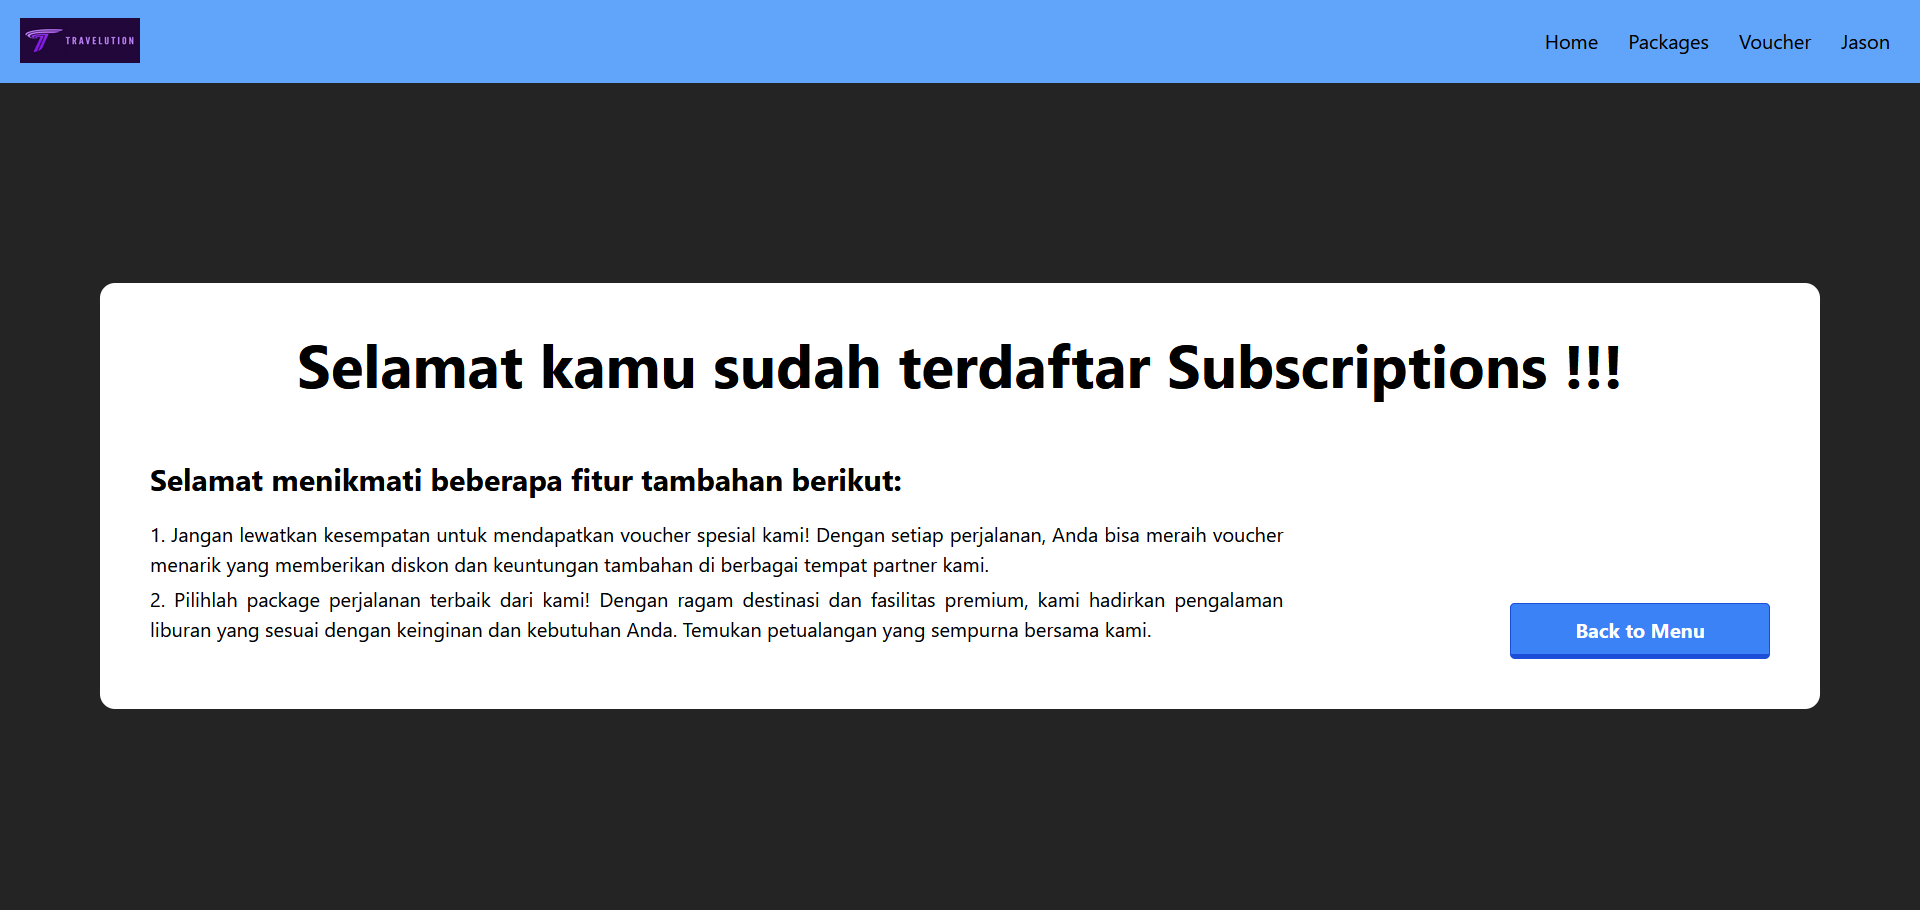 TRAVELUTION
Home Packages Voucher Jason
Selamat kamu sudah terdaftar Subscriptions !!!
Selamat menikmati beberapa fitur tambahan berikut:
1. Jangan lewatkan kesempatan untuk mendapatkan voucher spesial kami! Dengan setiap perjalanan, Anda bisa meraih voucher
menarik yang memberikan diskon dan keuntungan tambahan di berbagai tempat partner kami.
2. Pilihlah package perjalanan terbaik dari kami! Dengan ragam destinasi dan fasilitas premium, kami hadirkan pengalaman
liburan yang sesuai dengan keinginan dan kebutuhan Anda. Temukan petualangan yang sempurna bersama kami.
Back to Menu